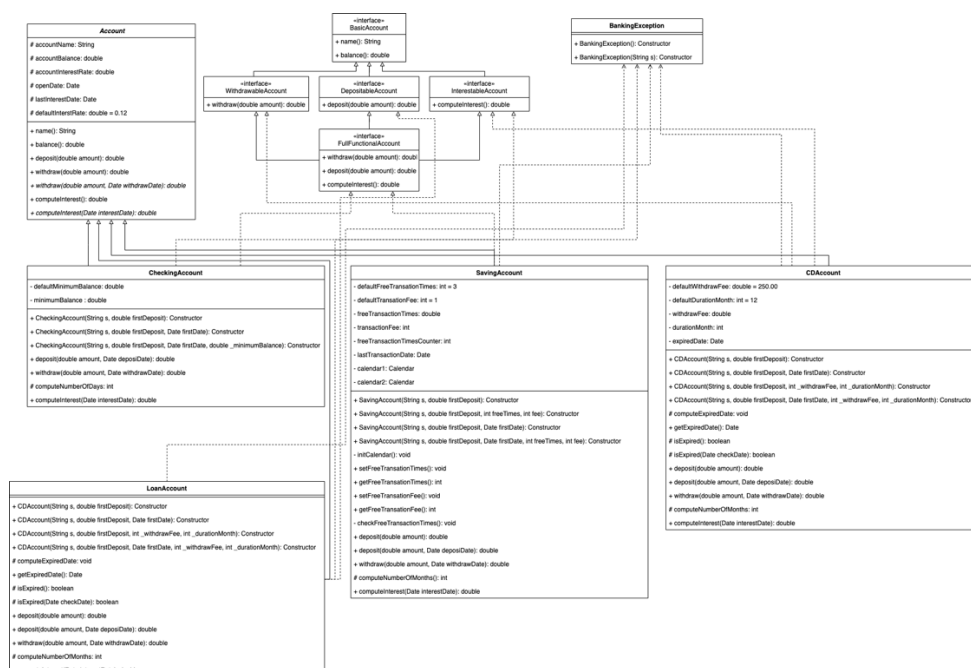 Account
# accountName: String
# accountBalance: double
# accountInterestRate: double
# openDate: Date
# lastInterestDate: Date
# defaultInterstRate: double = 0.12
+ name(): String
+ balance(): double
+ deposit(double amount): double
+ withdraw(double amount): double
+ withdraw(double amount, Date withdrawDate): double
+ computeInterest(): double
+ computeInterest(Date interestDate): double
«interface»
BasicAccount
+ name(): String
+ balance(): double
«interface»
WithdrawableAccount
+ withdraw(double amount): double
«interface»
DepositableAccount
+ deposit(double amount): double
«interface»
InterestableAccount
+ computeInterest(): double
«interface»
FullFunctionalAccount
+ withdraw(double amount): doubl
+ deposit(double amount): double
+ computeInterest(): double
BankingException
+ BankingException(): Constructor
+ BankingException(String s): Constructor
CheckingAccount
- defaultMinimumBalance: double
- minimumBalance : double
+ CheckingAccount(String s, double firstDeposit): Constructor
+ CheckingAccount(String s, double firstDeposit, Date firstDate): Constructor
+ CheckingAccount(String s, double firstDeposit, Date firstDate, double _minimumBalance): Constructor
+ deposit(double amount, Date deposiDate): double
+ withdraw(double amount, Date withdrawDate): double
# computeNumberOfDays: int
+ computeInterest(Date interestDate): double
SavingAccount
- defaultFreeTransationTimes: int = 3
- defaultTransationFee: int = 1
- freeTransactionTimes: double
- transactionFee: int
- freeTransactionTimesCounter: int
- lastTransactionDate: Date
- calendar1: Calendar
- calendar2: Calendar
+ SavingAccount(String s, double firstDeposit): Constructor
+ SavingAccount(String s, double firstDeposit, int freeTimes, int fee): Constructor
+ SavingAccount(String s, double firstDeposit, Date firstDate): Constructor
+ SavingAccount(String s, double firstDeposit, Date firstDate, int freeTimes, int fee): Constructor
- initCalendar(): void
+ setFreeTransationTimes(): void
+ getFreeTransationTimes(): int
+ setFreeTransationFee(): void
+ getFreeTransationFee(): int
- checkFreeTransactionTimes(): void
+ deposit(double amount): double
+ deposit(double amount, Date deposiDate): double
+ withdraw(double amount, Date withdrawDate): double
# computeNumberOfMonths(): int
+ computeInterest(Date interestDate): double
CDAccount
- defaultWithdrawFee: double = 250.00
- defaultDurationMonth: int = 12
- withdrawFee: double
- durationMonth: int
- expiredDate: Date
+ CDAccount(String s, double firstDeposit): Constructor
+ CDAccount(String s, double firstDeposit, Date firstDate): Constructor
+ CDAccount(String s, double firstDeposit, int _withdrawFee, int _durationMonth): Constructor
+ CDAccount(String s, double firstDeposit, Date firstDate, int _withdrawFee, int _durationMonth): Constructor
# computeExpiredDate: void
+ getExpiredDate(): Date
# isExpired(): boolean
# isExpired(Date checkDate): boolean
+ deposit(double amount): double
+ deposit(double amount, Date deposiDate): double
+ withdraw(double amount, Date withdrawDate): double
# computeNumberOfMonths: int
+ computeInterest(Date interestDate): double
LoanAccount
+ CDAccount(String s, double firstDeposit): Constructor
+ CDAccount(String s, double firstDeposit, Date firstDate): Constructor
+ CDAccount(String s, double firstDeposit, int _withdrawFee, int _durationMonth): Constructor
+ CDAccount(String s, double firstDeposit, Date firstDate, int _withdrawFee, int _durationMonth): Constructor
# computeExpiredDate: void
+ getExpiredDate(): Date
# isExpired(): boolean
# isExpired(Date checkDate): boolean
+ deposit(double amount): double
+ deposit(double amount, Date deposiDate): double
+ withdraw(double amount, Date withdrawDate): double
# computeNumberOfMonths: int